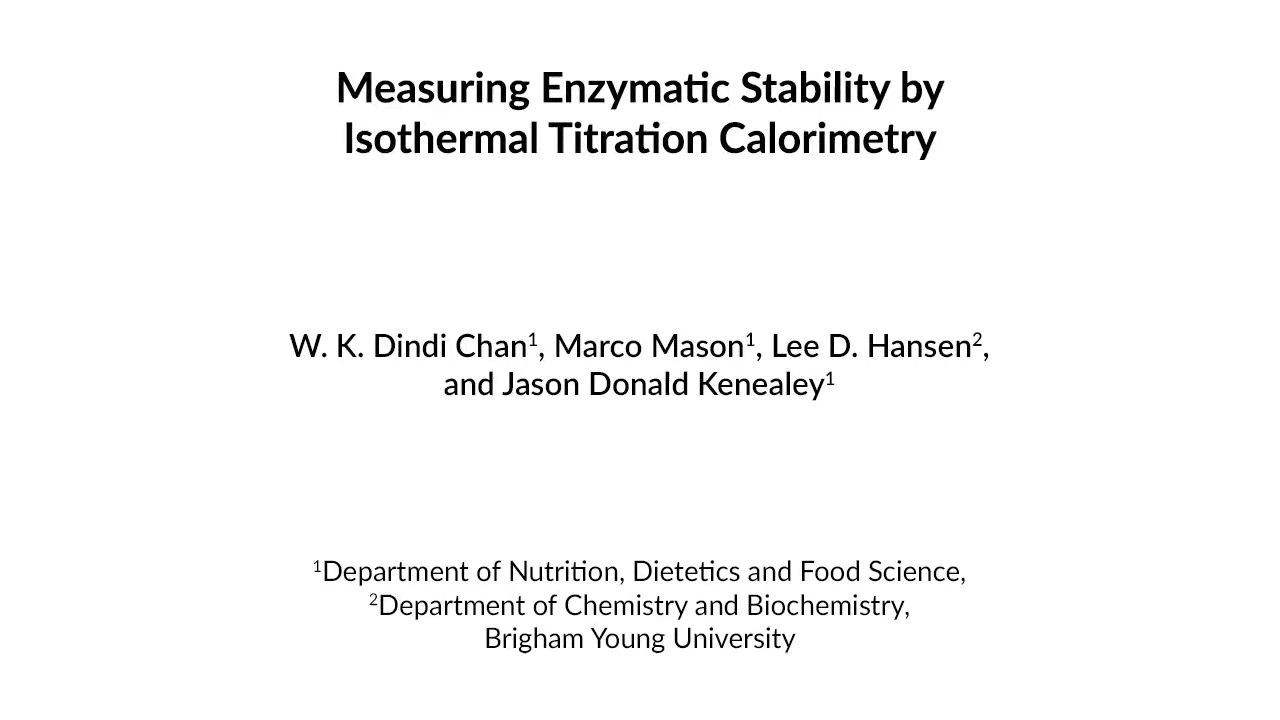 Measuring Enzymatic Stability by
Isothermal Titration Calorimetry
W. K. Dindi Chan¹, Marco Mason¹, Lee D. Hansen²,
and Jason Donald Kenealey¹
¹Department of Nutrition, Dietetics and Food Science,
²Department of Chemistry and Biochemistry,
Brigham Young University